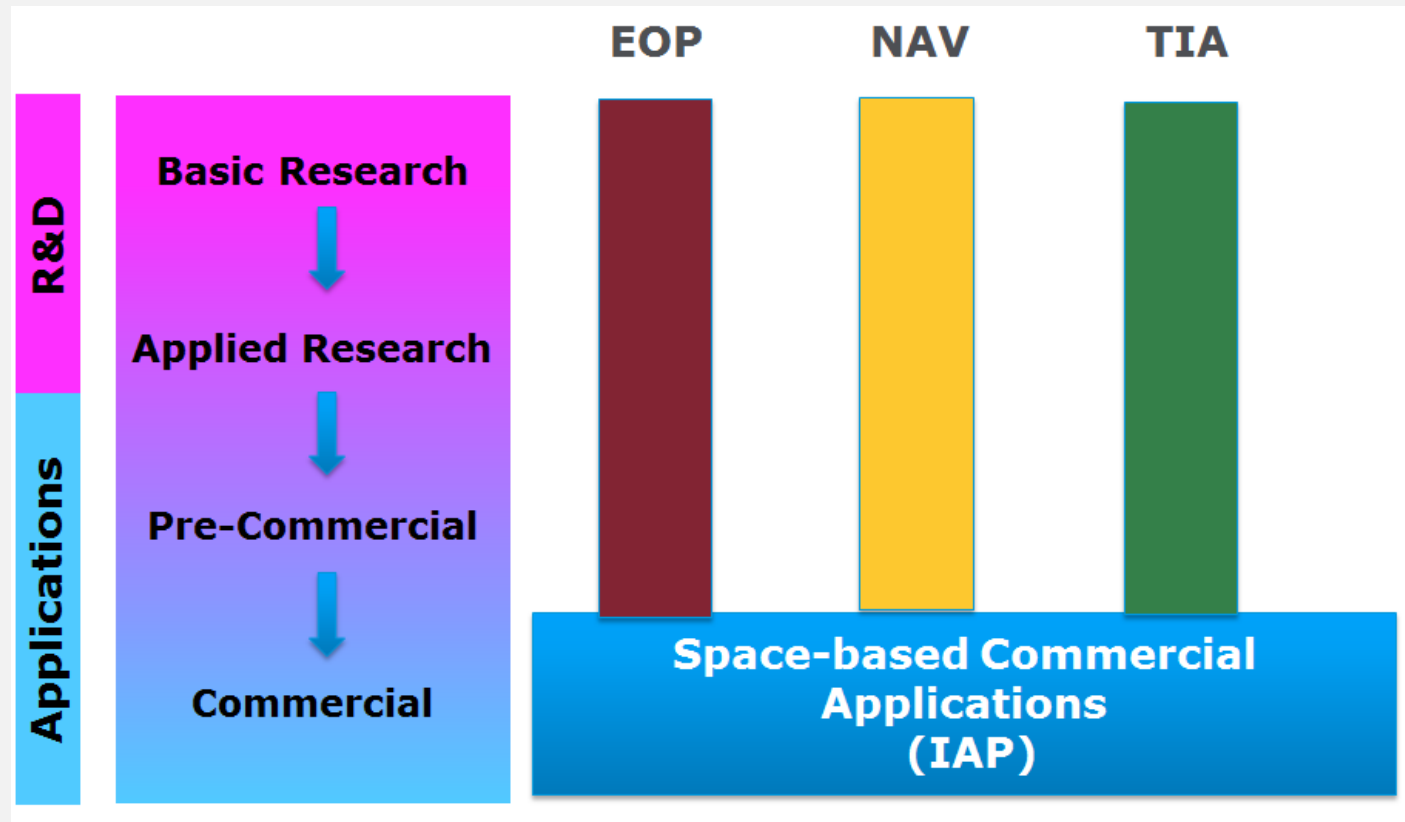 EOP NAV TIA
R&D
Applications
Basic Research
Applied Research
Pre-Commercial
Commercial
Space-based Commercial
Applications
(IAP)